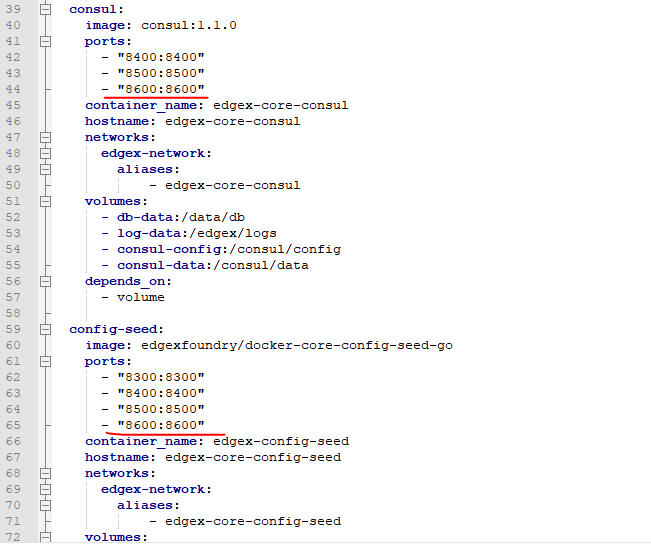 39 consul:
40 image: consul:1.1.0
41 ports:
42 - "8400:8400"
43 - "8500:8500"
44 - "8600:8600"
45 container_name: edgex-core-consul
46 hostname: edgex-core-consul
47 networks:
48 edgex-network:
49 aliases:
50 - edgex-core-consul
51 volumes:
52 - db-data:/data/db
53 - log-data:/edgex/logs
54 - consul-config:/consul/config
55 - consul-data:/consul/data
56 depends_on:
57 - volume
58
59 config-seed:
60 image: edgexfoundry/docker-core-config-seed-go
61 ports:
62 - "8300:8300"
63 - "8400:8400"
64 - "8500:8500"
65 - "8600:8600"
66 container_name: edgex-config-seed
67 hostname: edgex-core-config-seed
68 networks:
69 edgex-network:
70 aliases:
71 - edgex-core-config-seed
72 volumes: